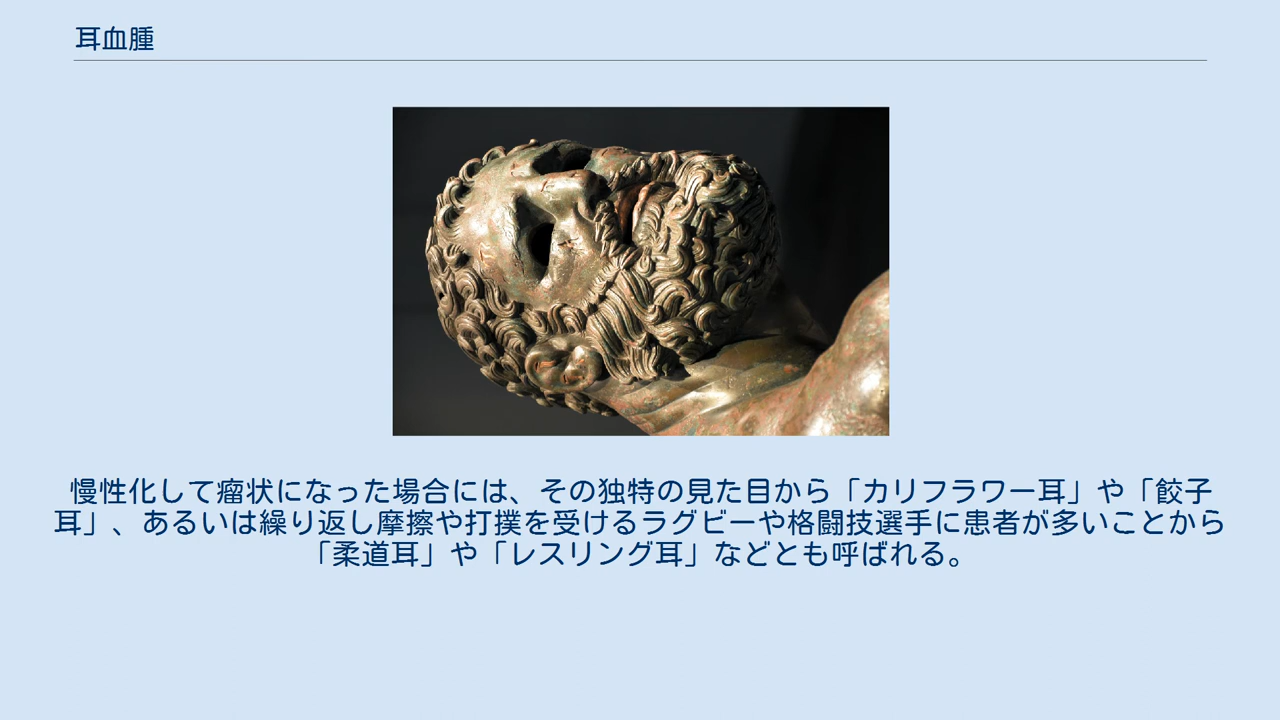 耳血腫
慢性化して瘤状になった場合には、その独特の見た目から「カリフラワー耳」や「餃子
耳」、あるいは繰り返し摩擦や打撲を受けるラグビーや格闘技選手に患者が多いことから
「柔道耳」や「レスリング耳」などとも呼ばれる。